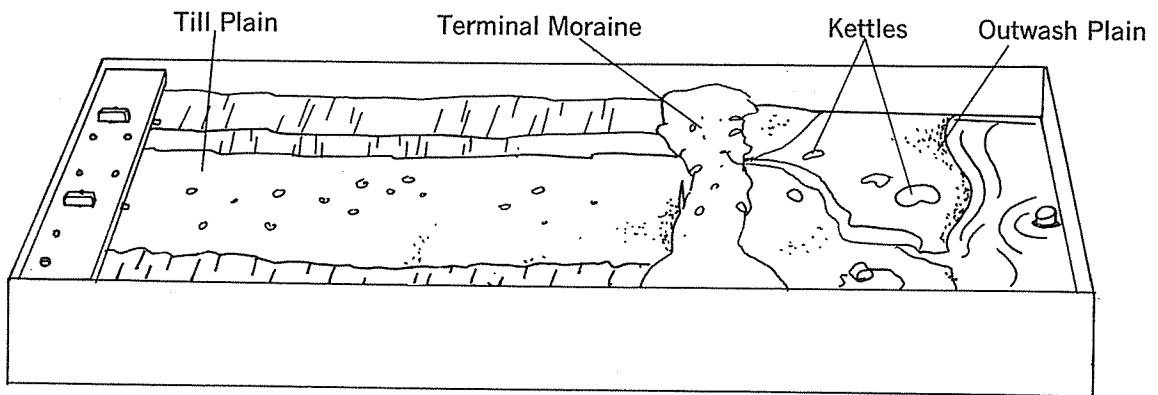 Till Plain
Terminal Moraine
Kettles
Outwash Plain